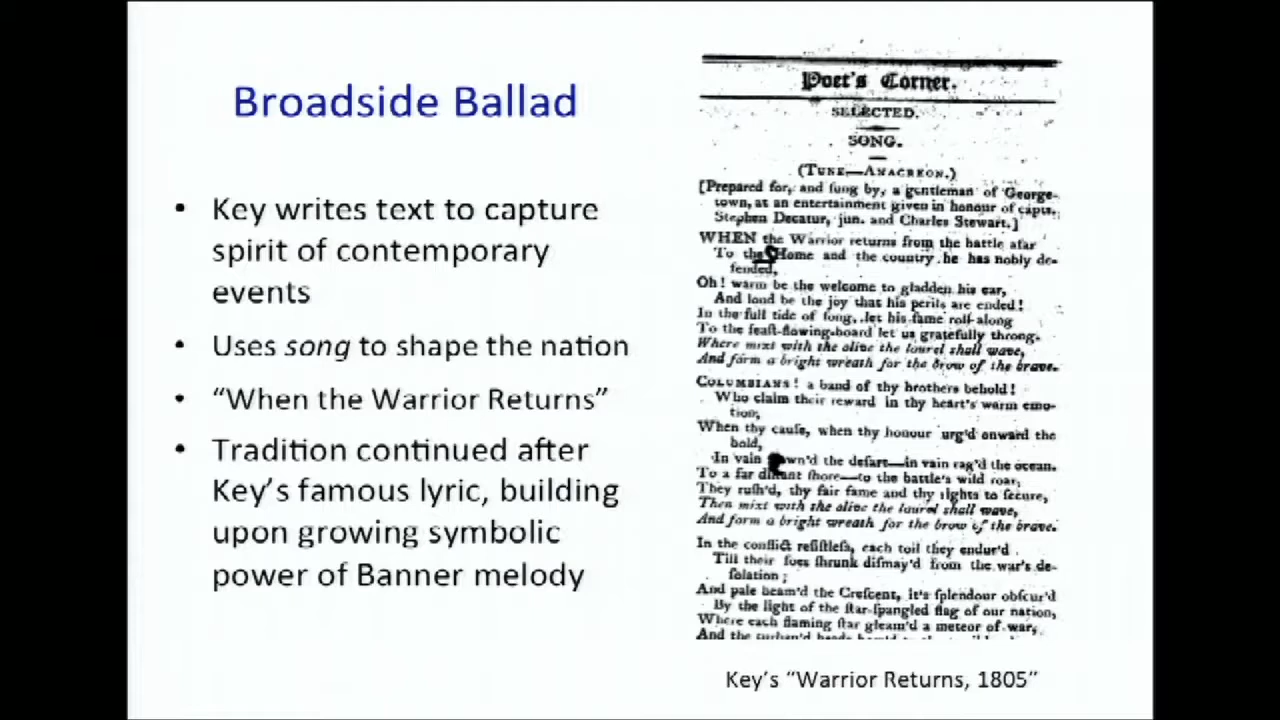 Broadside Ballad
• Key writes text to capture
spirit of contemporary
events
• Uses song to shape the nation
• “When the Warrior Returns”
• Tradition continued after
Key’s famous lyric, building
upon growing symbolic
power of Banner melody
Poet's Corner.
SELECTED.
SONG.
(Tune—Anacreon.)
[Prepared for, and ſung by, a gentleman of George-
town, at an entertainment given in honour of capts.
Stephen Decatur, jun. and Charles Stewart.]
WHEN the Warrior returns from the battle afar
To the Home and the country he has nobly de-
fended,
Oh! warm be the welcome to gladden his ear,
And loud be the joy that his perils are ended!
In the full tide of ſong, let his fame roll along
To the feaſt-flowing board let us gratefully throng.
Where mixt with the olive the laurel shall wave,
And form a bright wreath for the brow of the brave.
Columbians! a band of thy brothers behold!
Who claim their reward in thy heart's warm emo-
tion,
When thy cauſe, when thy honour urg'd onward the
bold,
In vain the deſart—in vain rag'd the ocean.
To a far diſtant ſhore—to the battle's wild roar,
They ruſh'd, thy fair fame and thy rights to ſecure,
Then mixt with the olive the laurel shall wave,
And form a bright wreath for the brow of the brave.
In the conflict reſiſtleſs, each toil they endur'd
Till their foes ſhrunk diſmay'd from the war's de-
ſolation;
And pale beam'd the Creſcent, it's ſplendour obſcur'd
By the light of the ſtar-ſpangled flag of our nation,
Where each flaming ſtar gleam'd a meteor of war,
And the
Key’s “Warrior Returns, 1805”